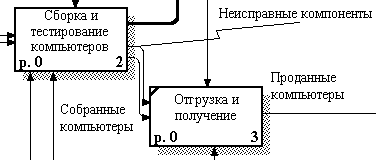 Сборка и
тестирование
компьютеров
р. 0 2
Неисправные компоненты
Собранные
компьютеры
Отгрузка и
получение
р. 0 3
Проданные
компьютеры